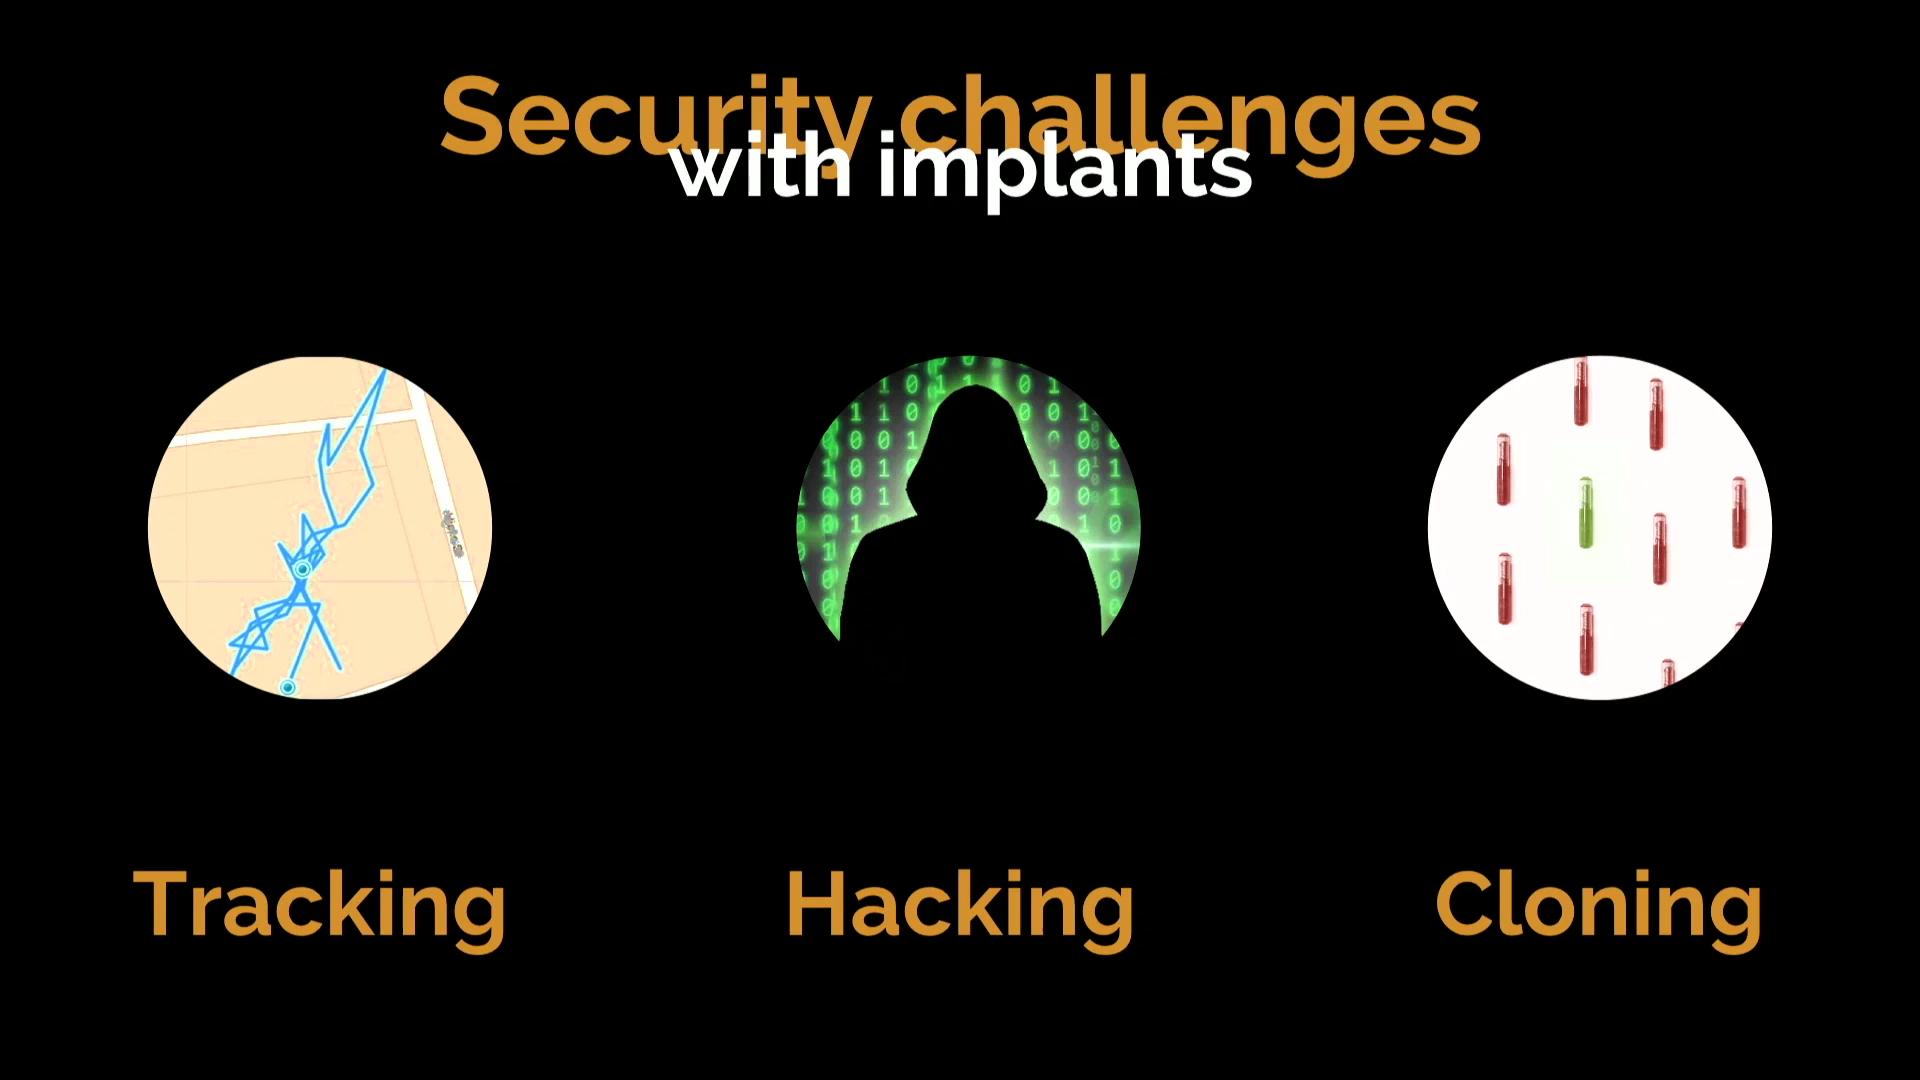 Security challenges
with implants
Tracking
Hacking
Cloning